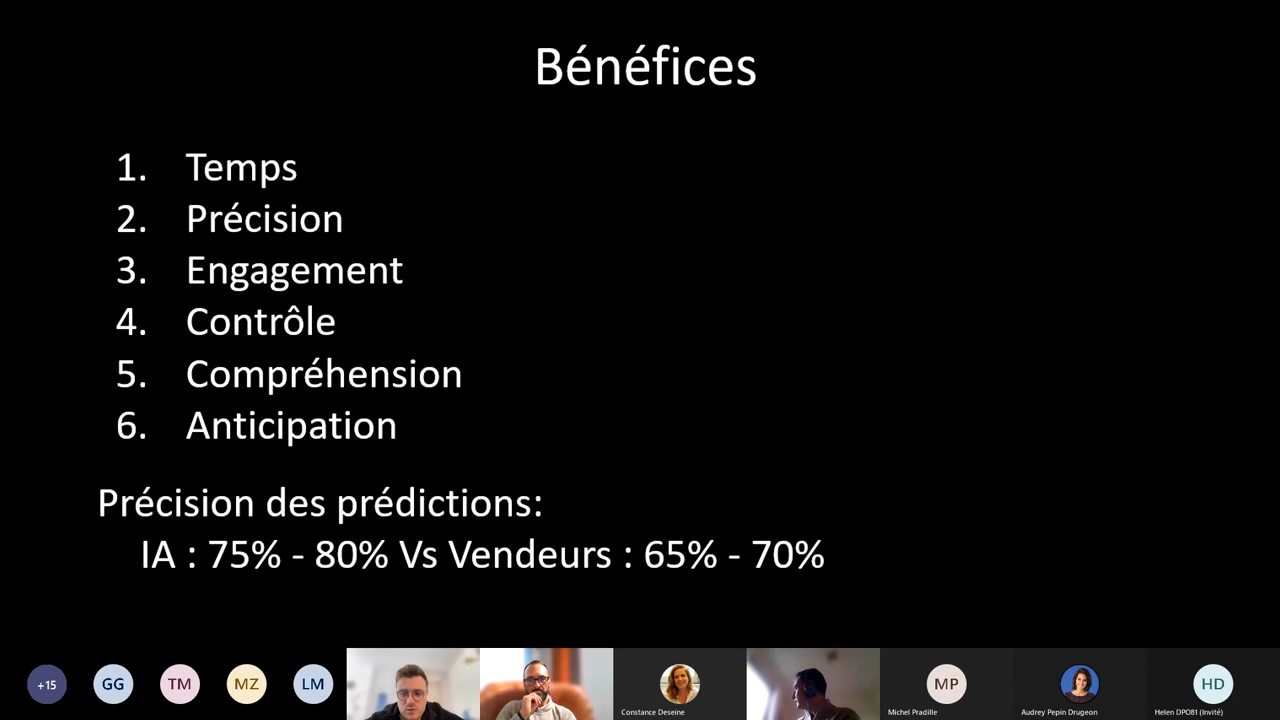 Bénéfices
1. Temps
2. Précision
3. Engagement
4. Contrôle
5. Compréhension
6. Anticipation
Précision des prédictions:
IA : 75% - 80% Vs Vendeurs : 65% - 70%
+15
GG
TM
MZ
LM
Constance Deseine
MP
Michel Pradille
Audrey Pepin Drugeon
HD
Helen DPO81 (Invité)